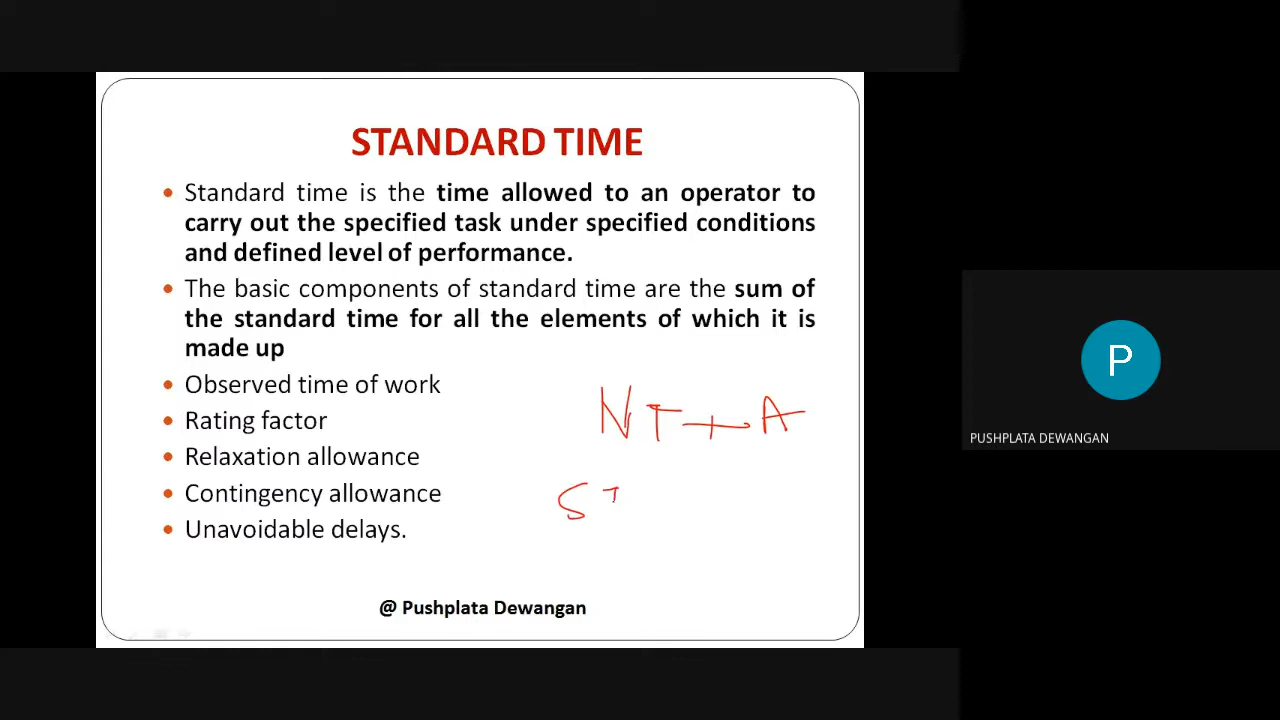 STANDARD TIME
• Standard time is the time allowed to an operator to
carry out the specified task under specified conditions
and defined level of performance.
• The basic components of standard time are the sum of
the standard time for all the elements of which it is
made up
• Observed time of work
• Rating factor
• Relaxation allowance
• Contingency allowance
• Unavoidable delays.
NT + A
ST
@ Pushplata Dewangan
P
PUSHPLATA DEWANGAN